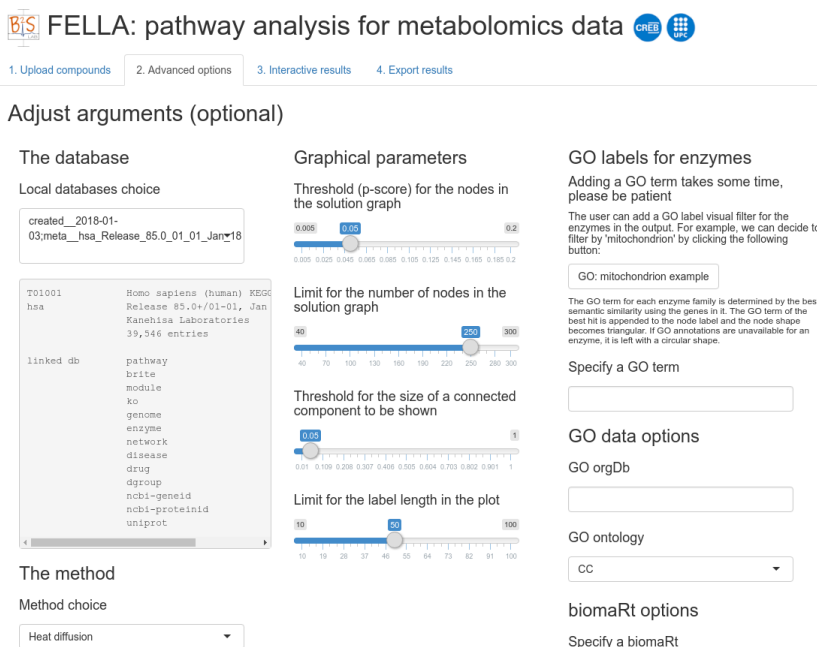 B2S FELLA: pathway analysis for metabolomics data CREB UPC
1. Upload compounds 2. Advanced options 3. Interactive results 4. Export results
Adjust arguments (optional)
The database
Local databases choice
created__2018-01-
03;meta__hsa_Release_85.0_01_01_Jan_18
T01001 Homo sapiens (human) KEGG
hsa Release 85.0+/01-01, Jan
Kanehisa Laboratories
39,546 entries
linked db pathway
brite
module
ko
genome
enzyme
network
disease
drug
dgroup
ncbi-geneid
ncbi-proteinid
uniprot
The method
Method choice
Heat diffusion
Graphical parameters
Threshold (p-score) for the nodes in
the solution graph
0.005 0.05 0.2
0.005 0.025 0.045 0.065 0.085 0.105 0.125 0.145 0.165 0.185 0.2
Limit for the number of nodes in the
solution graph
40 250 300
40 70 100 130 160 190 220 250 280 300
Threshold for the size of a connected
component to be shown
0.05 1
0.01 0.109 0.208 0.307 0.406 0.505 0.604 0.703 0.802 0.901 1
Limit for the label length in the plot
10 50 100
10 19 28 37 46 55 64 73 82 91 100
GO labels for enzymes
Adding a GO term takes some time,
please be patient
The user can add a GO label visual filter for the
enzymes in the output. For example, we can decide to
filter by 'mitochondrion' by clicking the following
button:
GO: mitochondrion example
The GO term for each enzyme family is determined by the bes
semantic similarity using the genes in it. The GO term of the
best hit is appended to the node label and the node shape
becomes triangular. If GO annotations are unavailable for an
enzyme, it is left with a circular shape.
Specify a GO term
GO data options
GO orgDb
GO ontology
CC
biomaRt options
Specify a biomaRt